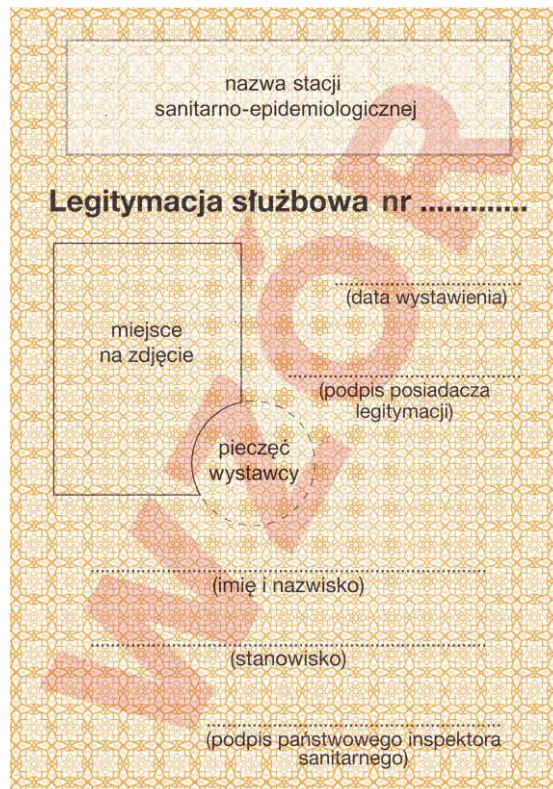 nazwa stacji
sanitarno-epidemiologicznej
Legitymacja służbowa nr .............
(data wystawienia)
miejsce
na zdjęcie
(podpis posiadacza
legitymacji)
pieczęć
wystawcy
(imię i nazwisko)
(stanowisko)
(podpis państwowego inspektora
sanitarnego)
WZÓR